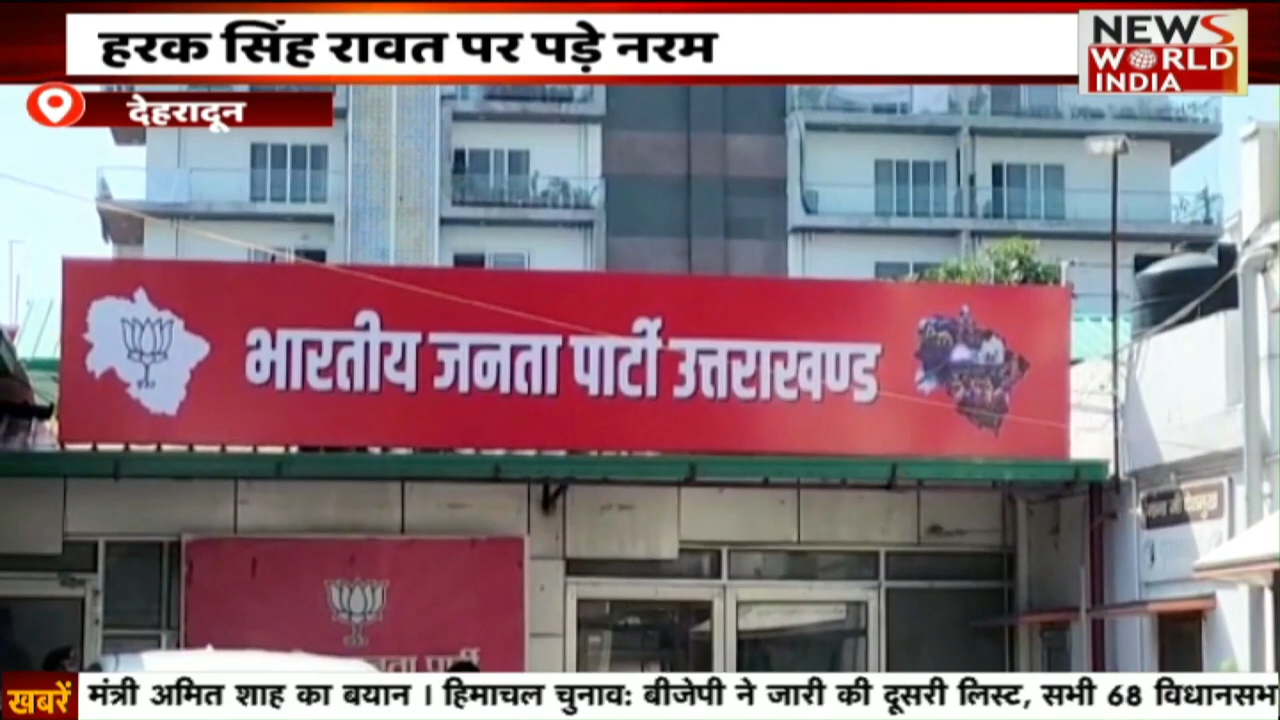 हरक सिंह रावत पर पड़े नरम
NEWS
WORLD
INDIA
देहरादून
भारतीय जनता पार्टी उत्तराखण्ड
खबरें
मंत्री अमित शाह का बयान । हिमाचल चुनाव: बीजेपी ने जारी की दूसरी लिस्ट, सभी 68 विधानसभा